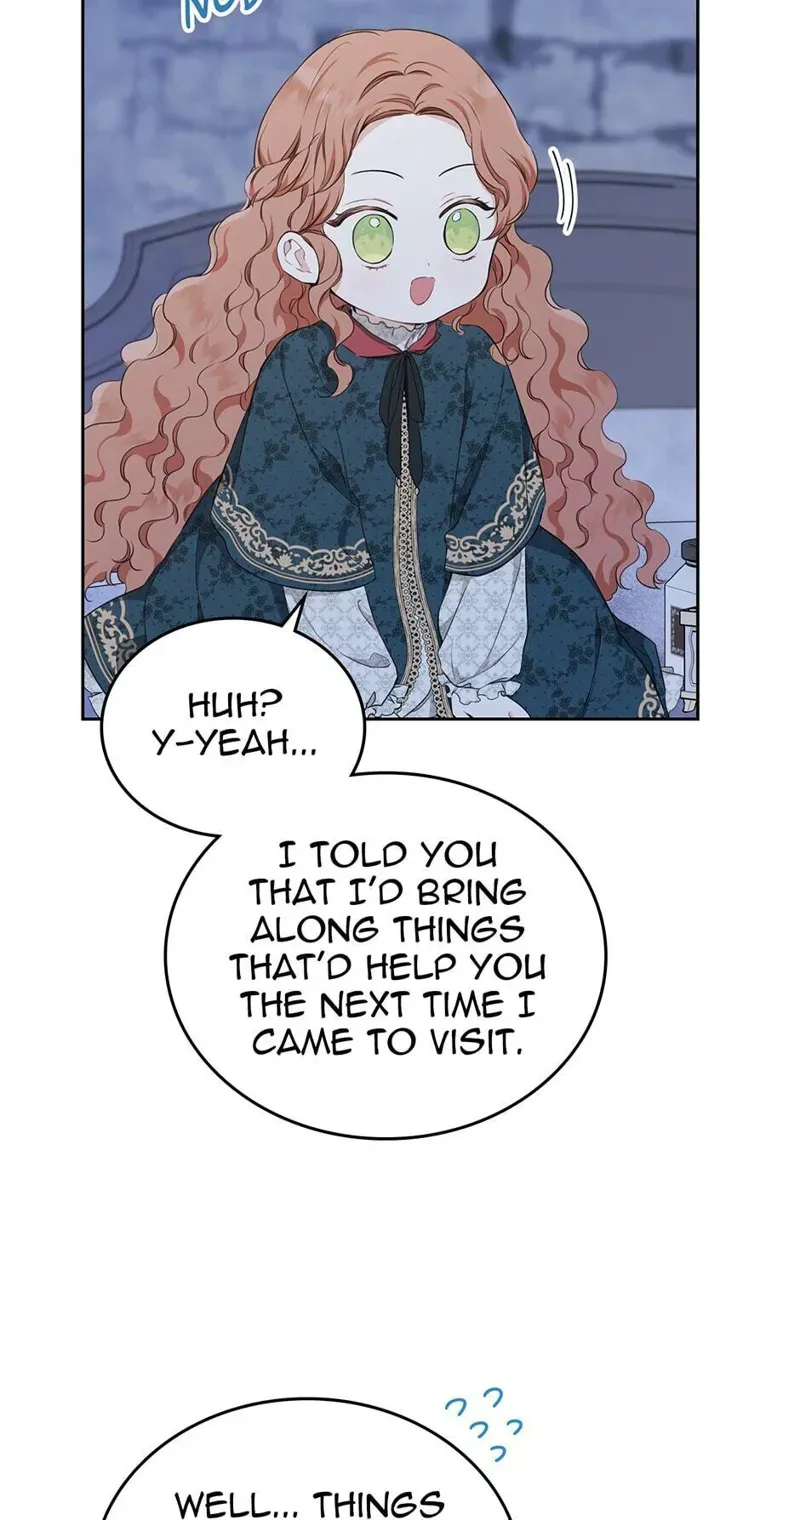 HUH?
Y-YEAH...
I TOLD YOU
THAT I'D BRING
ALONG THINGS
THAT'D HELP YOU
THE NEXT TIME I
CAME TO VISIT.
WELL... THINGS